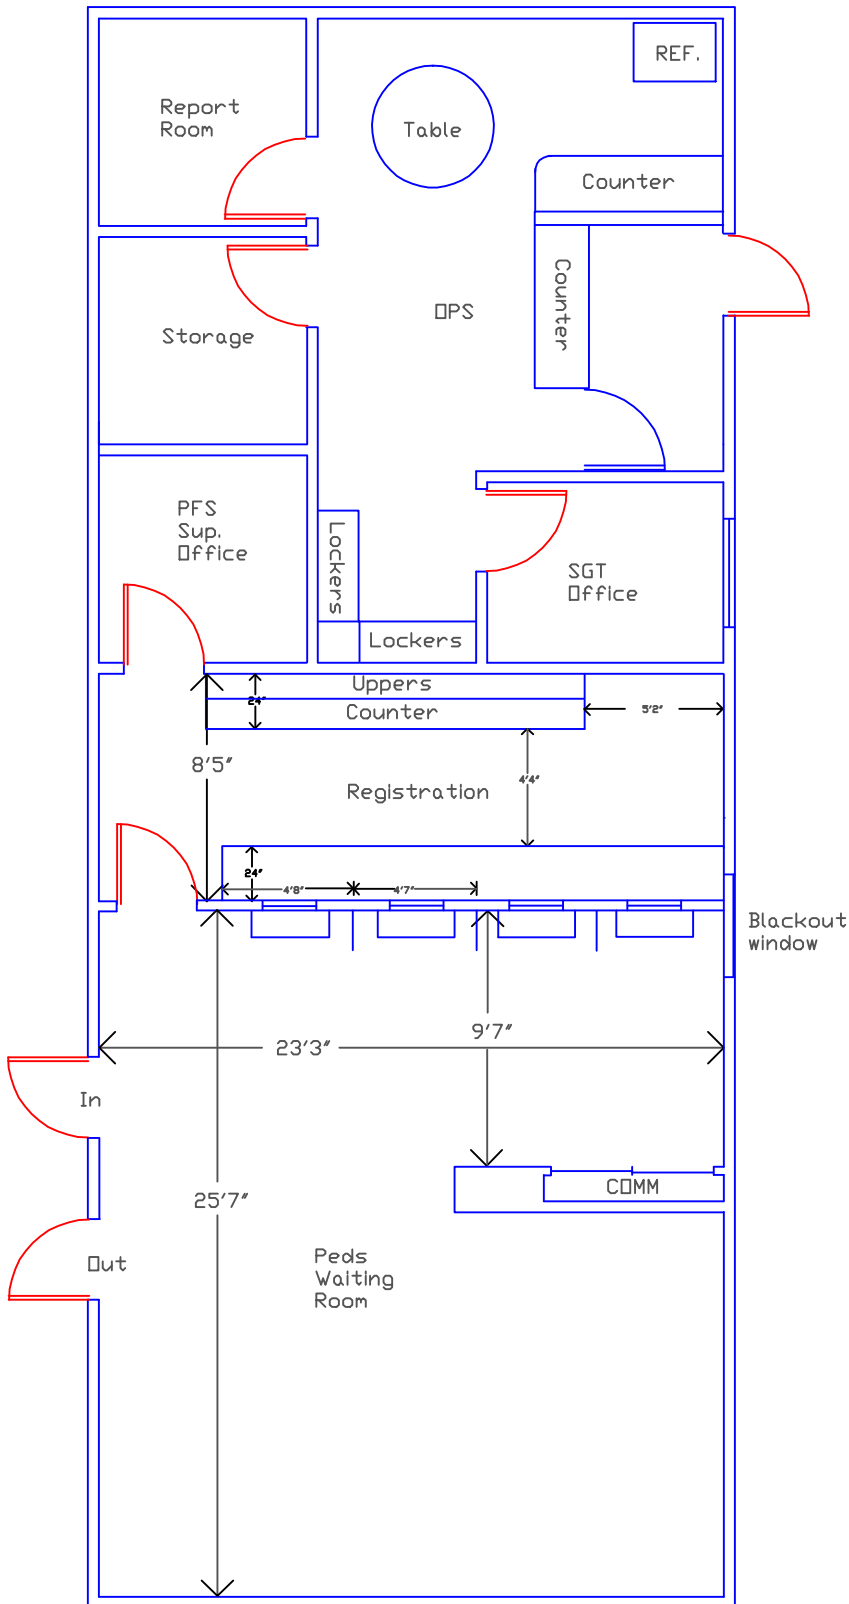 REF.
Report
Room
Table
Counter
Counter
OPS
Storage
PFS
Sup.
Office
Lockers
SGT
Office
Lockers
Uppers
24"
Counter
5'2"
8'5"
4'4"
Registration
24"
4'8"
4'7"
Blackout
window
9'7"
23'3"
In
COMM
25'7"
Out
Peds
Waiting
Room